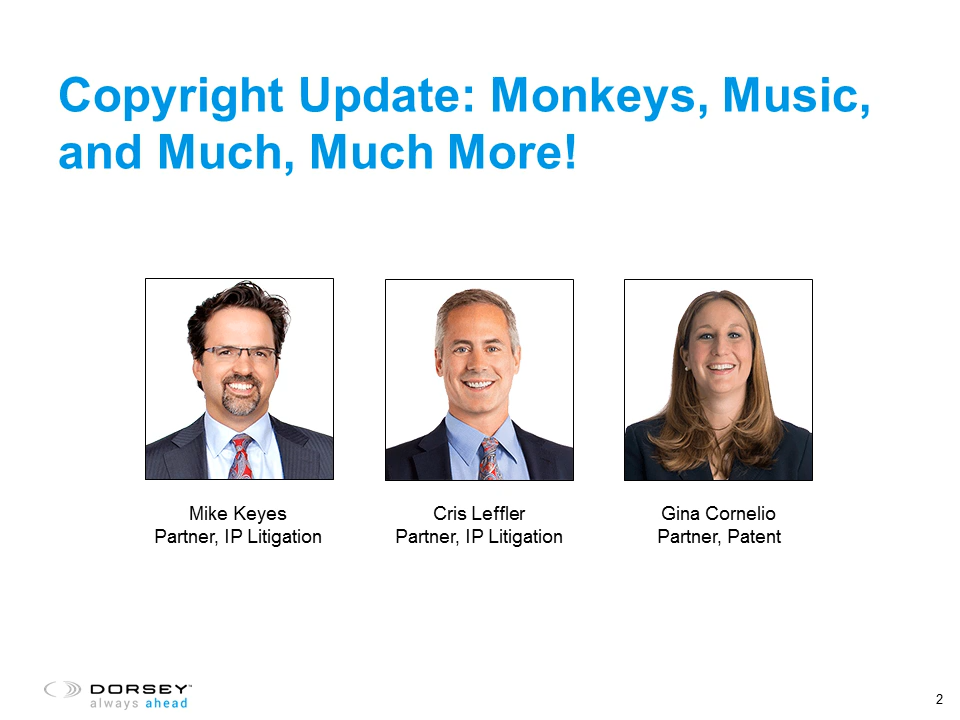 Copyright Update: Monkeys, Music,
and Much, Much More!
Mike Keyes
Partner, IP Litigation
Cris Leffler
Partner, IP Litigation
Gina Cornelio
Partner, Patent
DORSEY™
always ahead
2